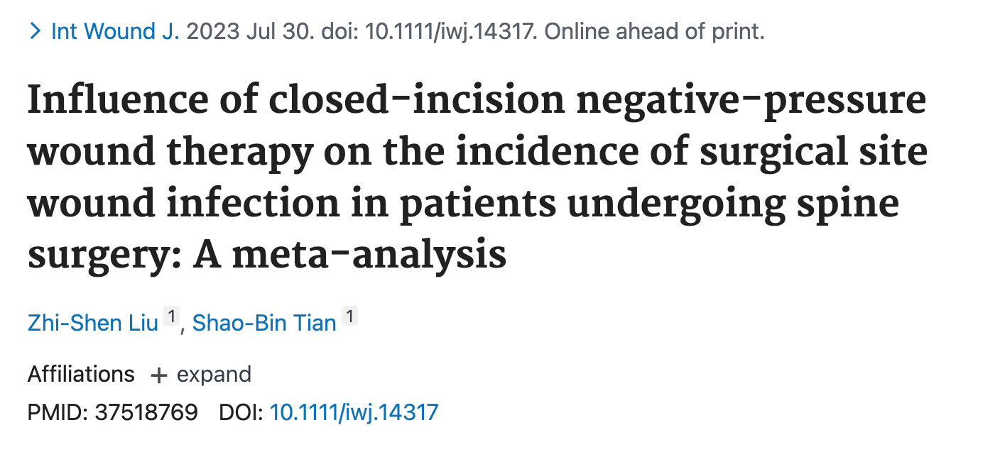 > Int Wound J. 2023 Jul 30. doi: 10.1111/iwj.14317. Online ahead of print.
Influence of closed-incision negative-pressure
wound therapy on the incidence of surgical site
wound infection in patients undergoing spine
surgery: A meta-analysis
Zhi-Shen Liu 1, Shao-Bin Tian 1
Affiliations + expand
PMID: 37518769 DOI: 10.1111/iwj.14317